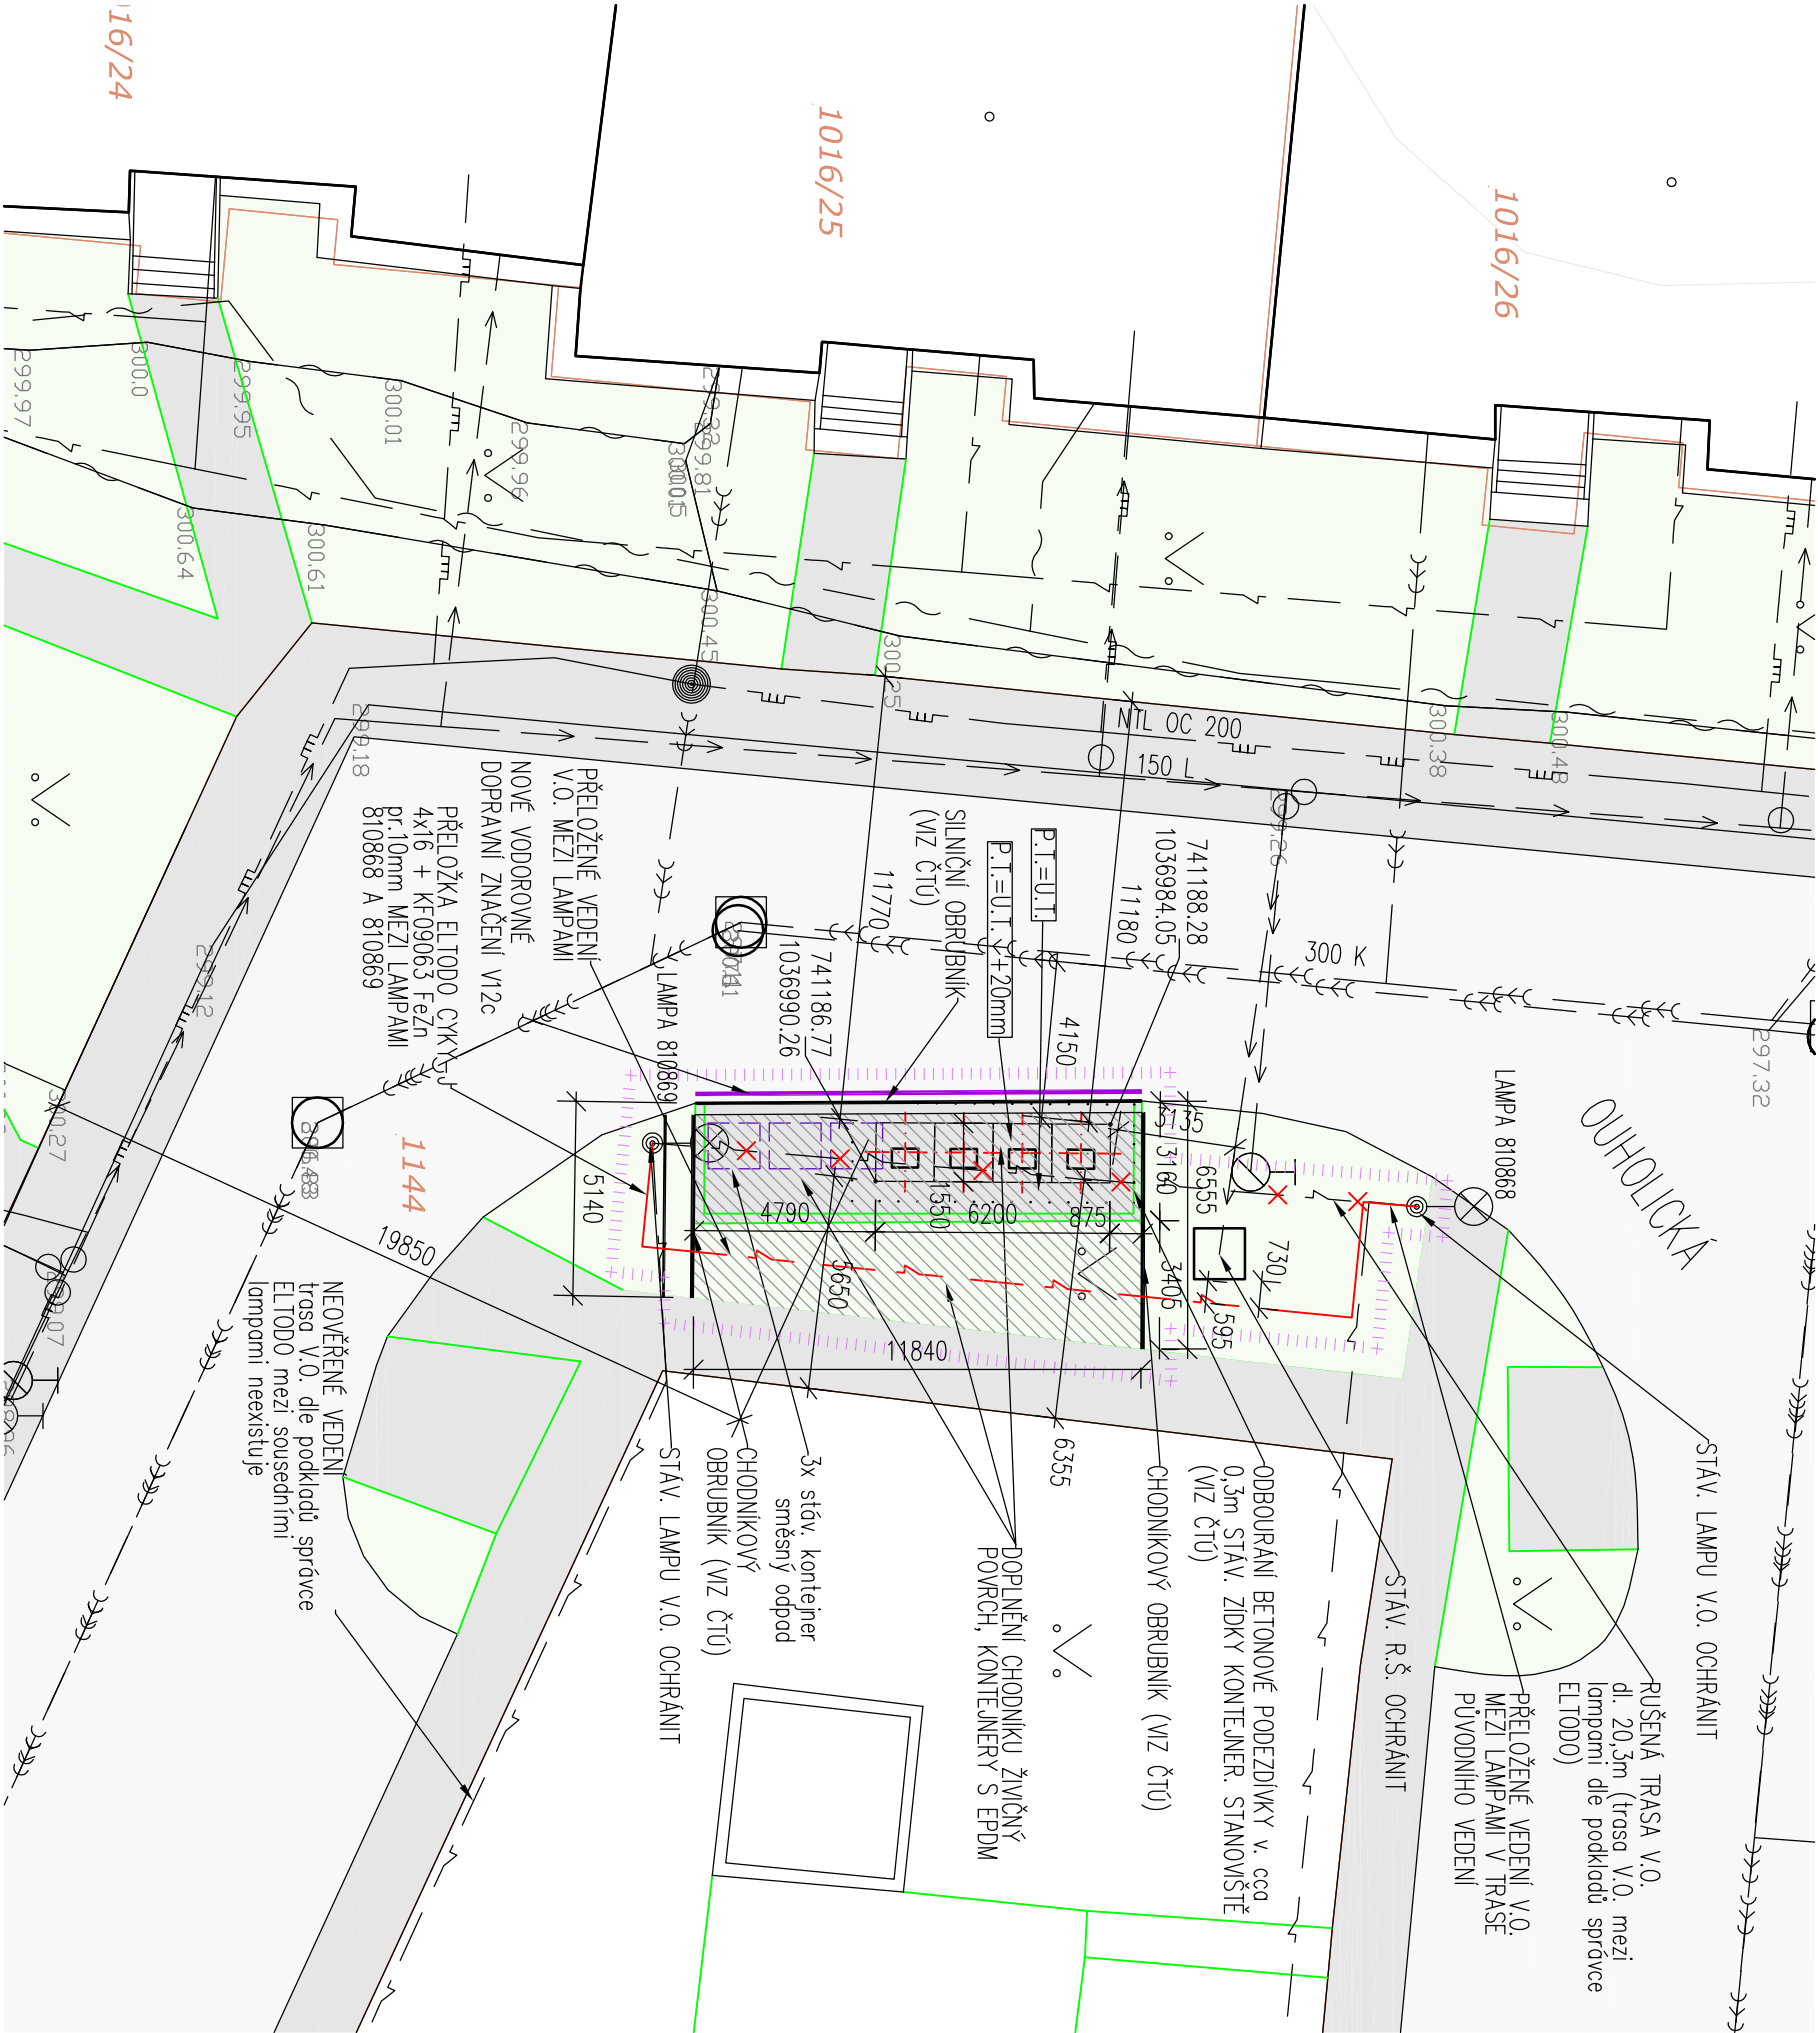 1016/25
1016/26
300.0
299.97
299.95
300.01
299.96
299.81
300.64
300.61
300.45
300.25
300.38
300.48
299.18
299.26
299.12
297.32
300.27
NTL OC 200
150 L
300 K
OUHOLICKÁ
1144
PŘELOŽENÉ VEDENÍ
V.O. MEZI LAMPAMI
NOVÉ VODOROVNÉ
DOPRAVNÍ ZNAČENÍ V12c
PŘELOŽKA ELTODO CYKY
4x16 + KF09063 FeZn
pr.10mm MEZI LAMPAMI
810868 A 810869
LAMPA 810869
LAMPA 810868
SILNIČNÍ OBRUBNÍK
(VIZ ČTÚ)
P.T.=U.T.
P.T.=U.T.+20mm
741188.28
1036984.05
741186.77
1036990.26
11180
11770
4150
3135
3160
3405
6555
730
595
5140
4790
1550
6200
875
5650
11840
19850
6355
STÁV. LAMPU V.O. OCHRÁNIT
RUŠENÁ TRASA V.O.
dl. 20,3m (trasa V.O. mezi
lampami dle podkladů správce
ELTODO)
PŘELOŽENÉ VEDENÍ V.O.
MEZI LAMPAMI V TRASE
PŮVODNÍHO VEDENÍ
STÁV. R.Š. OCHRÁNIT
ODBOURÁNÍ BETONOVÉ PODEZDÍVKY v. cca
0,3m STÁV. ZÍDKY KONTEJNER. STANOVIŠTĚ
(VIZ ČTÚ)
CHODNÍKOVÝ OBRUBNÍK (VIZ ČTÚ)
DOPLNĚNÍ CHODNÍKU ŽIVIČNÝ
POVRCH, KONTEJNERY S EPDM
3x stáv. kontejner
směsný odpad
CHODNÍKOVÝ
OBRUBNÍK (VIZ ČTÚ)
STÁV. LAMPU V.O. OCHRÁNIT
NEOVĚŘENÉ VEDENÍ
trasa V.O. dle podkladů správce
ELTODO mezi sousedními
lampami neexistuje